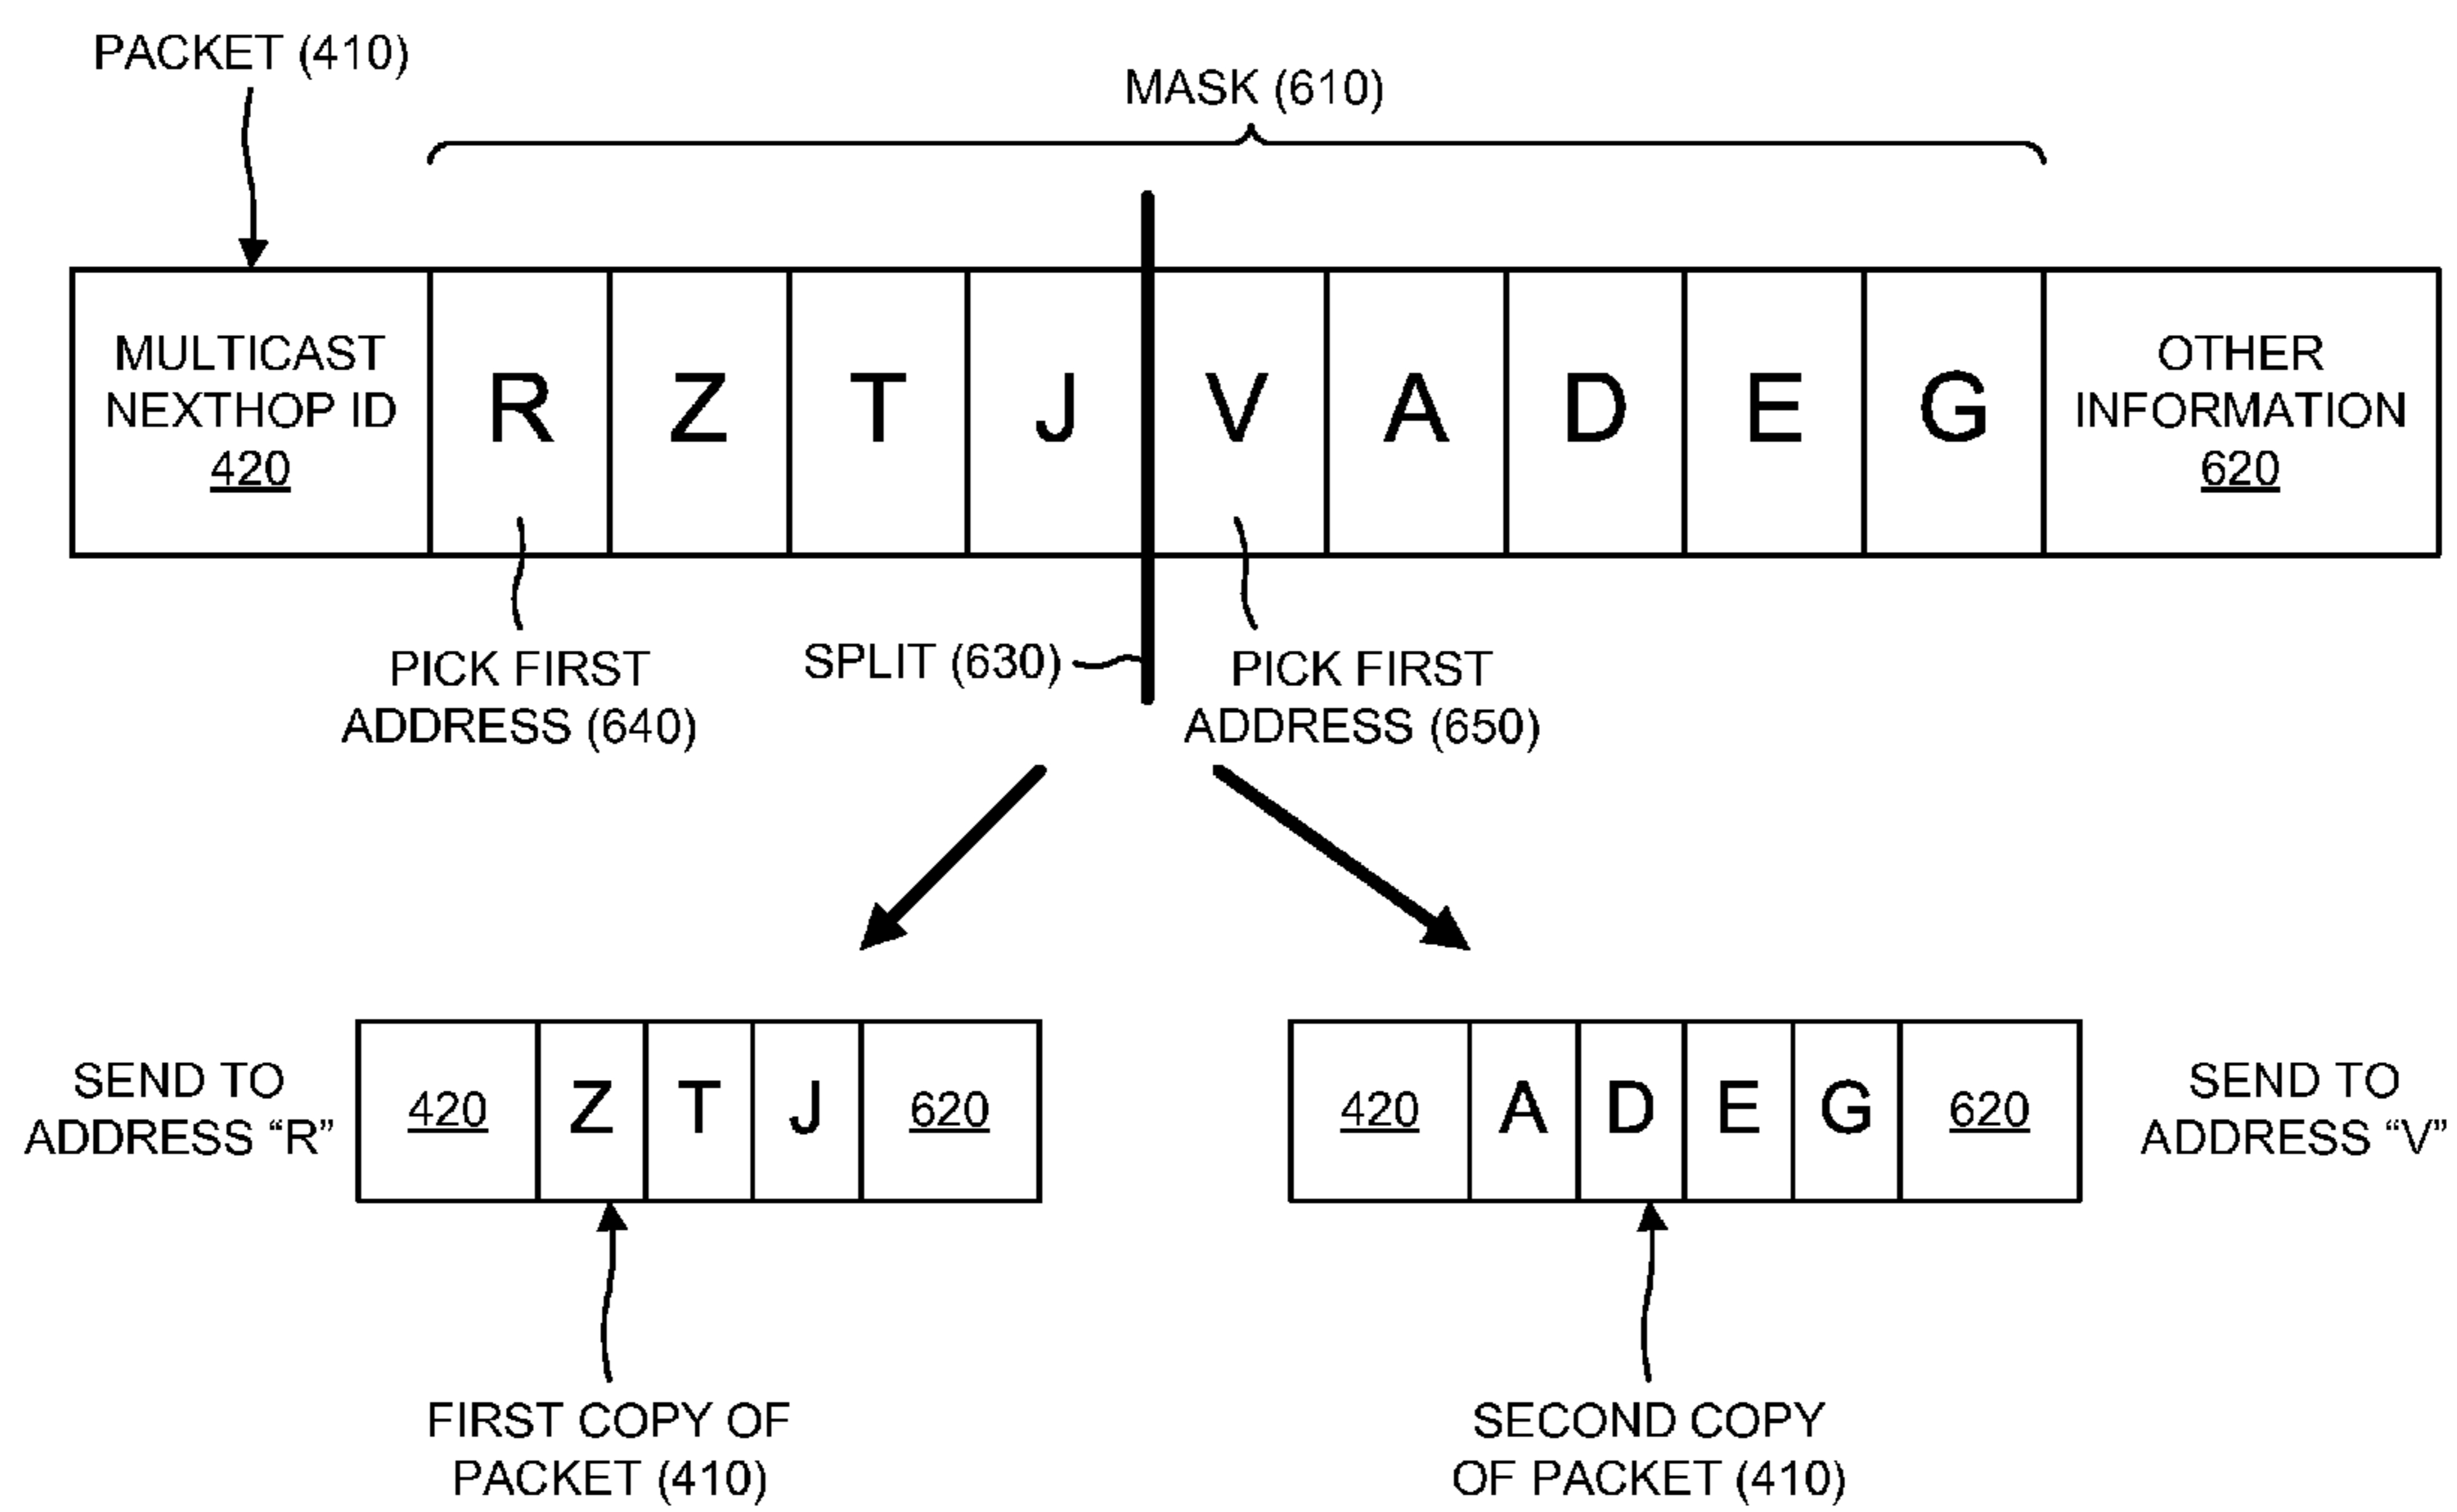 PACKET (410)
MASK (610)
MULTICAST
NEXTHOP ID
420
R Z T J V A D E G
OTHER
INFORMATION
620
PICK FIRST
ADDRESS (640)
SPLIT (630)
PICK FIRST
ADDRESS (650)
SEND TO
ADDRESS “R”
420 Z T J 620
420 A D E G 620
SEND TO
ADDRESS “V”
FIRST COPY OF
PACKET (410)
SECOND COPY
OF PACKET (410)